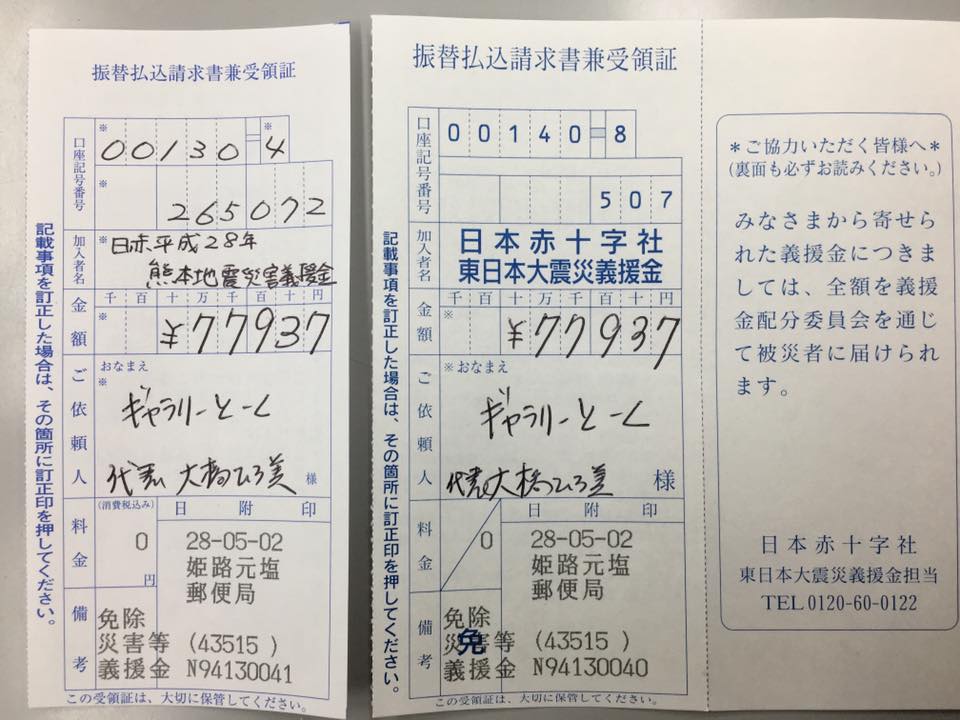 振替払込請求書兼受領証
口座記号番号
※ ※
00130-4
※
265072
加入者名
※
日赤平成28年
熊本地震災害義援金
金額
千百十万千百十円
※
¥77937
ご依頼人
おなまえ
※
ギャラリーとーく
代表 大橋ひろ美 様
料金
(消費税込み)
0
円
日附印
28-05-02
姫路元塩
郵便局
備考
免除
災害等 (43515 )
義援金 N94130041
この受領証は、大切に保管してください。
記載事項を訂正した場合は、その箇所に訂正印を押してください。
振替払込請求書兼受領証
口座記号番号
00140-8
507
加入者名
日本赤十字社
東日本大震災義援金
金額
千百十万千百十円
※
¥77937
ご依頼人
※おなまえ
ギャラリーとーく
代表 大橋ひろ美 様
料金
0
日附印
28-05-02
姫路元塩
郵便局
備考
免除
免
災害等 (43515 )
義援金 N94130040
この受領証は、大切に保管してください。
記載事項を訂正した場合は、その箇所に訂正印を押してください。
*ご協力いただく皆様へ*
(裏面も必ずお読みください。)
みなさまから寄せら
れた義援金につきま
しては、全額を義援
金配分委員会を通じ
て被災者に届けられ
ます。
日本赤十字社
東日本大震災義援金担当
TEL 0120-60-0122